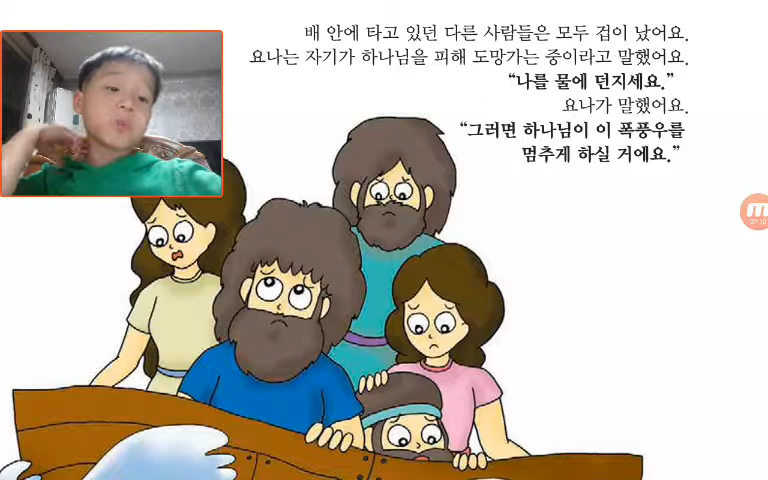 배 안에 타고 있던 다른 사람들은 모두 겁이 났어요.
요나는 자기가 하나님을 피해 도망가는 중이라고 말했어요.
“나를 물에 던지세요.”
요나가 말했어요.
“그러면 하나님이 이 폭풍우를
멈추게 하실 거에요.”